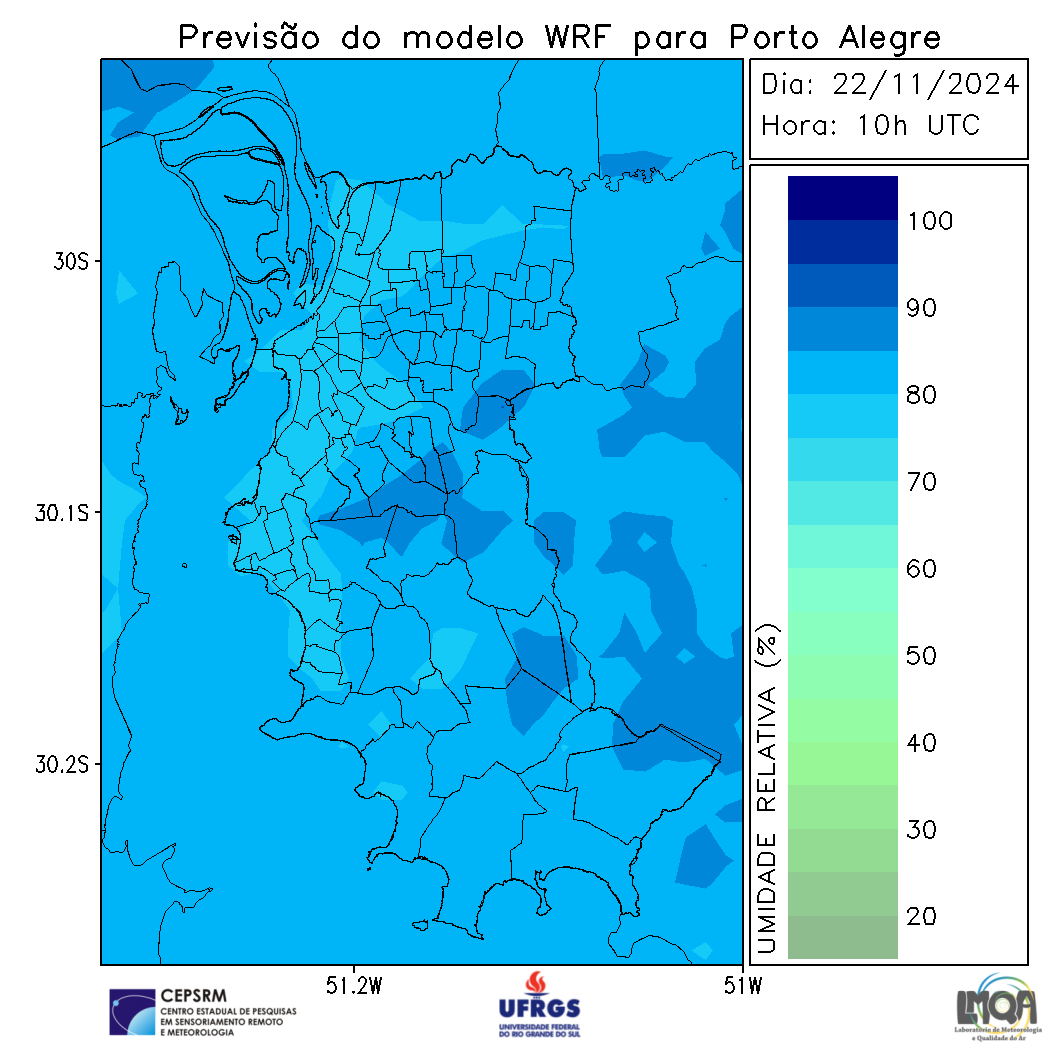 Previsão do modelo WRF para Porto Alegre
Dia: 22/11/2024
Hora: 10h UTC
30S
30.1S
30.2S
51.2W
51W
100
90
80
70
60
50
40
30
20
UMIDADE RELATIVA (%)
CEPSRM
CENTRO ESTADUAL DE PESQUISAS
EM SENSORIAMENTO REMOTO
E METEOROLOGIA
UFRGS
UNIVERSIDADE FEDERAL
DO RIO GRANDE DO SUL
LMQA
Laboratório de Meteorologia
e Qualidade do Ar